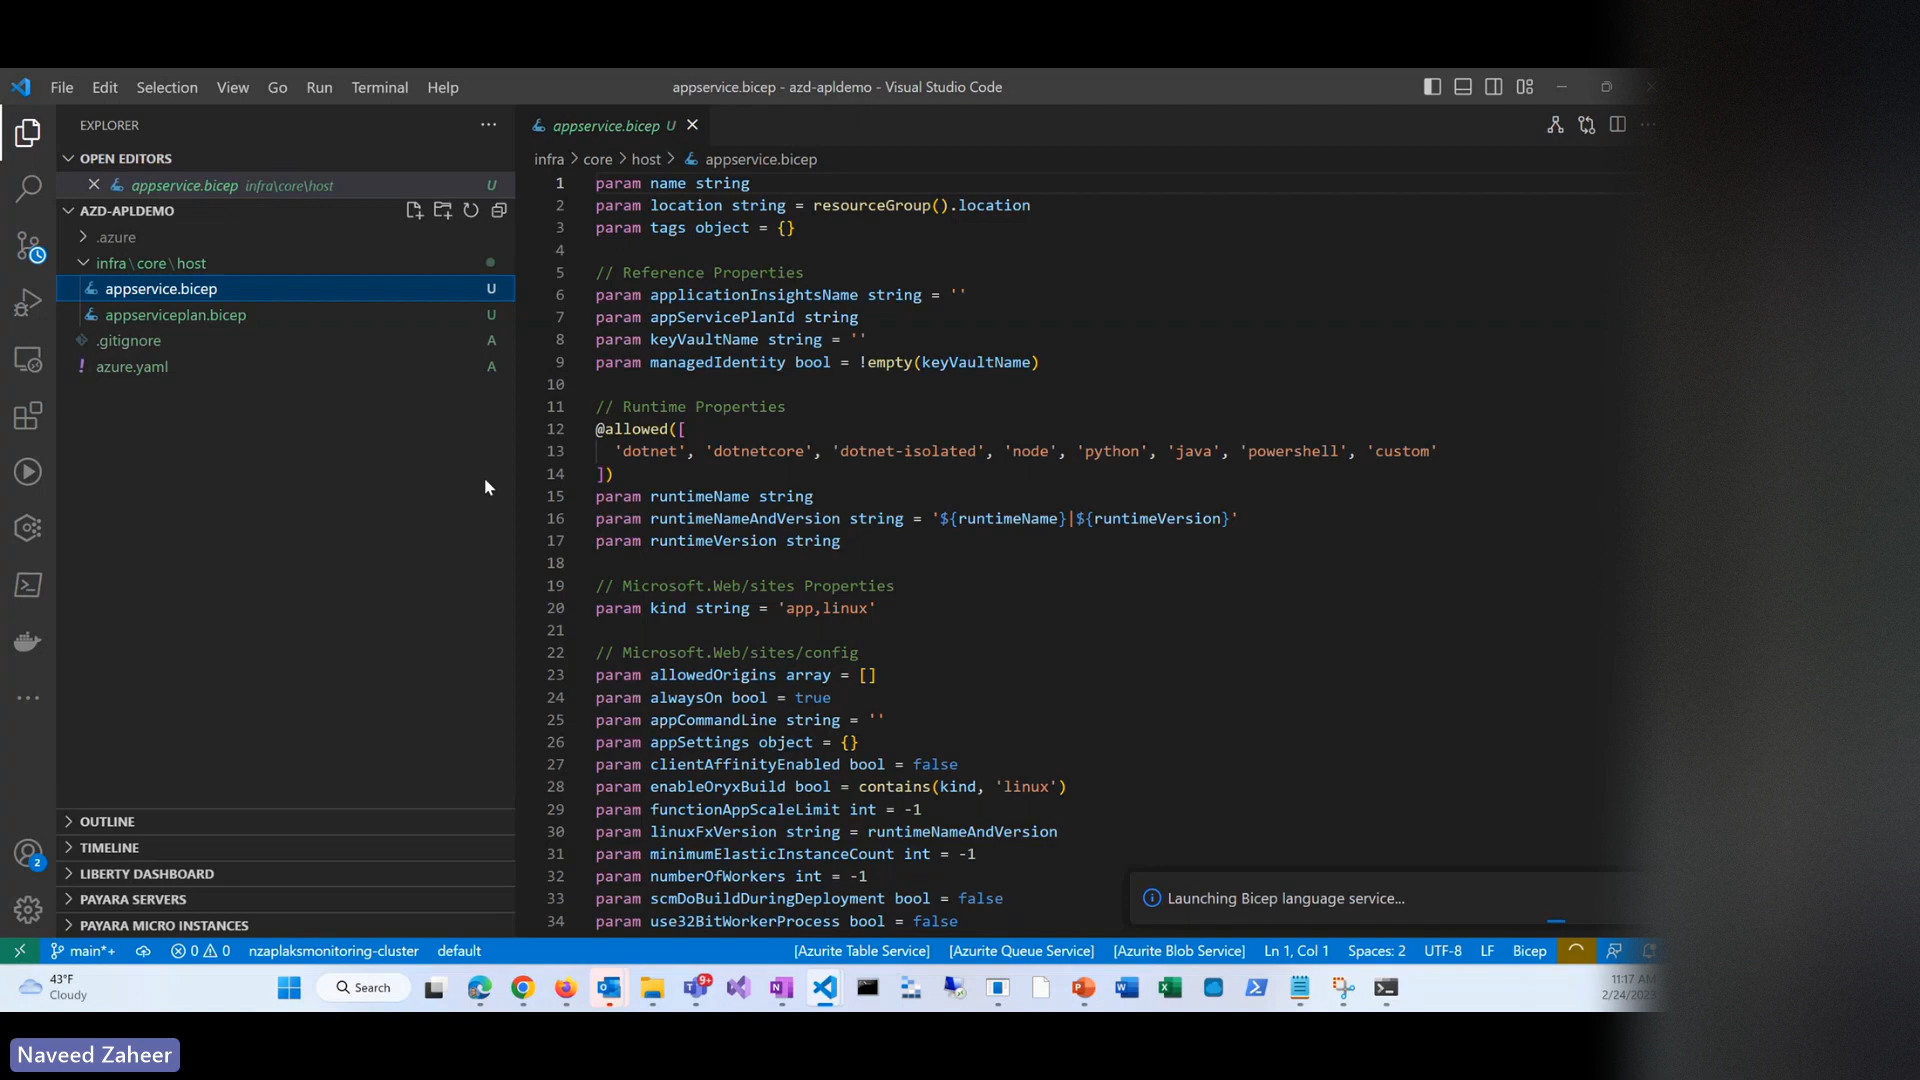 File Edit Selection View Go Run Terminal Help
appservice.bicep - azd-apldemo - Visual Studio Code
EXPLORER
OPEN EDITORS
appservice.bicep infra\core\host U
AZD-APLDEMO
.azure
infra\core\host
appservice.bicep U
appserviceplan.bicep U
.gitignore A
azure.yaml A
OUTLINE
TIMELINE
LIBERTY DASHBOARD
PAYARA SERVERS
PAYARA MICRO INSTANCES
2
appservice.bicep U
infra > core > host > appservice.bicep
1 param name string
2 param location string = resourceGroup().location
3 param tags object = {}
4
5 // Reference Properties
6 param applicationInsightsName string = ''
7 param appServicePlanId string
8 param keyVaultName string = ''
9 param managedIdentity bool = !empty(keyVaultName)
10
11 // Runtime Properties
12 @allowed([
13 'dotnet', 'dotnetcore', 'dotnet-isolated', 'node', 'python', 'java', 'powershell', 'custom'
14 ])
15 param runtimeName string
16 param runtimeNameAndVersion string = '${runtimeName}|${runtimeVersion}'
17 param runtimeVersion string
18
19 // Microsoft.Web/sites Properties
20 param kind string = 'app,linux'
21
22 // Microsoft.Web/sites/config
23 param allowedOrigins array = []
24 param alwaysOn bool = true
25 param appCommandLine string = ''
26 param appSettings object = {}
27 param clientAffinityEnabled bool = false
28 param enableOryxBuild bool = contains(kind, 'linux')
29 param functionAppScaleLimit int = -1
30 param linuxFxVersion string = runtimeNameAndVersion
31 param minimumElasticInstanceCount int = -1
32 param numberOfWorkers int = -1
33 param scmDoBuildDuringDeployment bool = false
34 param use32BitWorkerProcess bool = false
Launching Bicep language service...
main*+ 0 0 nzaplaksmonitoring-cluster default [Azurite Table Service] [Azurite Queue Service] [Azurite Blob Service] Ln 1, Col 1 Spaces: 2 UTF-8 LF Bicep
43°F
Cloudy
Search
9+
11:17 AM
2/24/2023
Naveed Zaheer